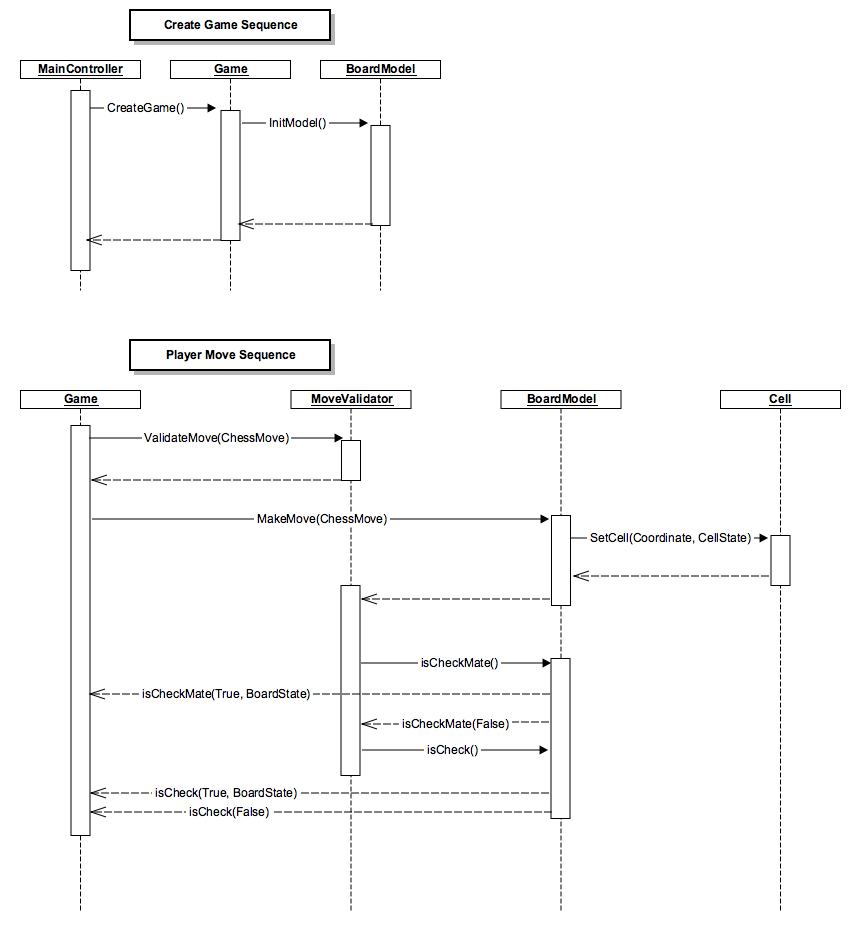 Create Game Sequence
MainController
Game
BoardModel
CreateGame()
InitModel()
Player Move Sequence
Game
MoveValidator
BoardModel
Cell
ValidateMove(ChessMove)
MakeMove(ChessMove)
SetCell(Coordinate, CellState)
isCheckMate()
isCheckMate(True, BoardState)
isCheckMate(False)
isCheck()
isCheck(True, BoardState)
isCheck(False)